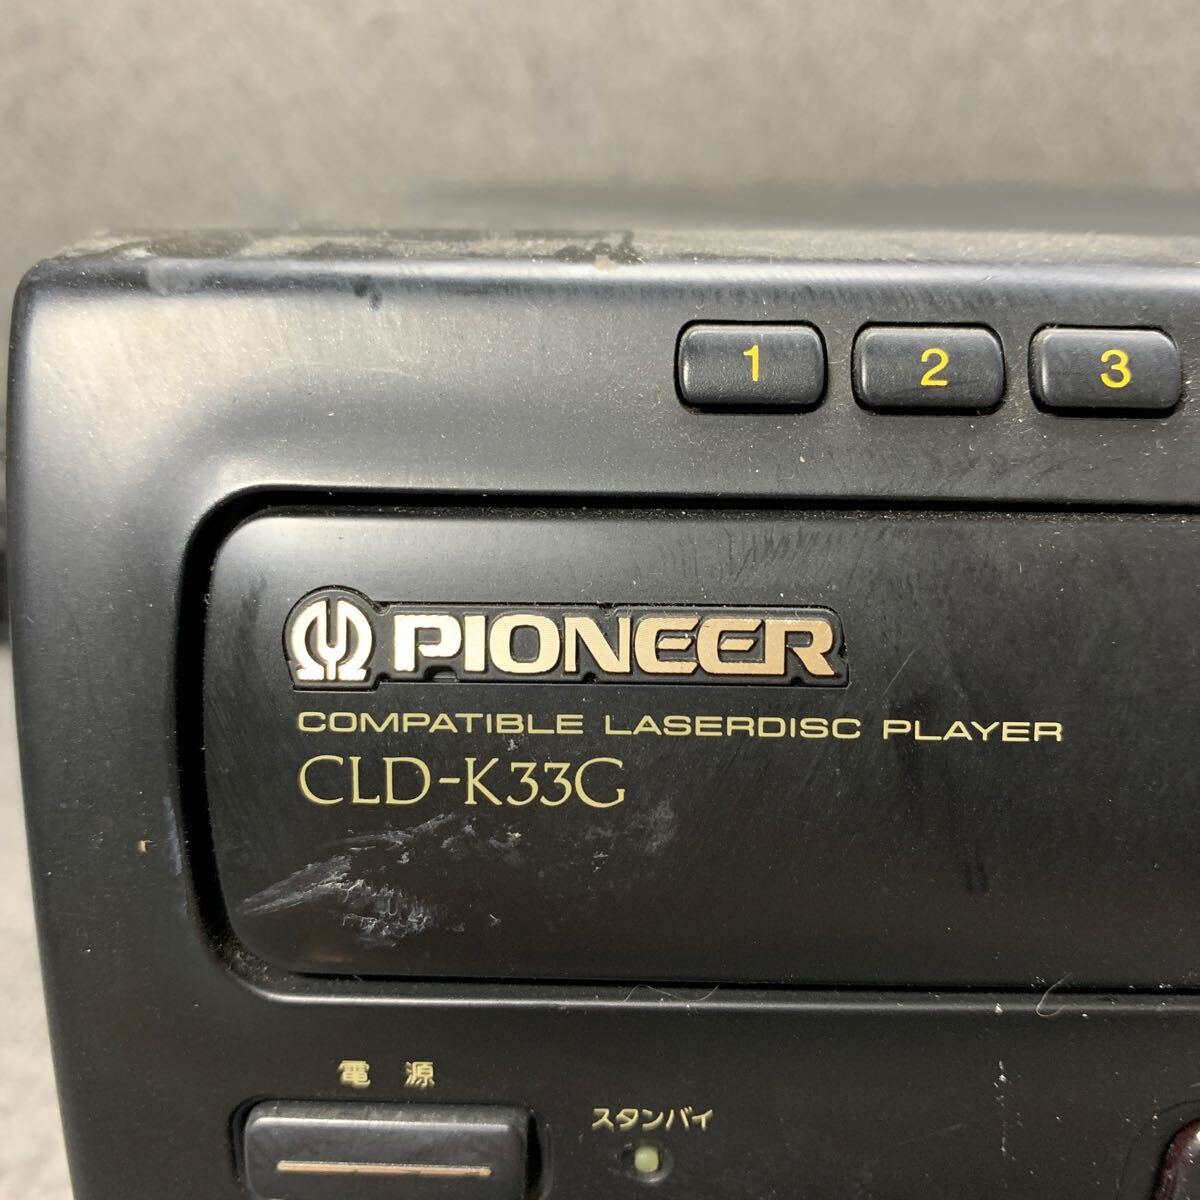 1 2 3
PIONEER
COMPATIBLE LASERDISC PLAYER
CLD-K33G
電源
スタンバイ